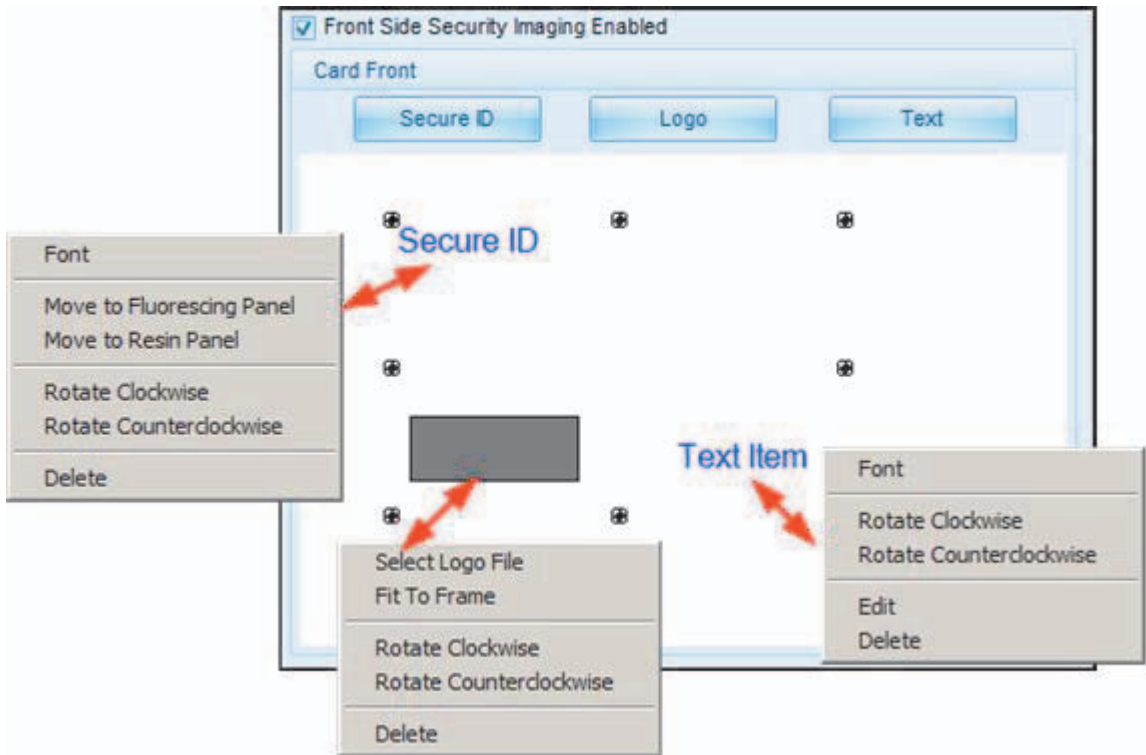 Front Side Security Imaging Enabled
Card Front
Secure ID
Logo
Text
Secure ID
Font
Move to Fluorescing Panel
Move to Resin Panel
Rotate Clockwise
Rotate Counterclockwise
Delete
Text Item
Font
Rotate Clockwise
Rotate Counterclockwise
Edit
Delete
Select Logo File
Fit To Frame
Rotate Clockwise
Rotate Counterclockwise
Delete